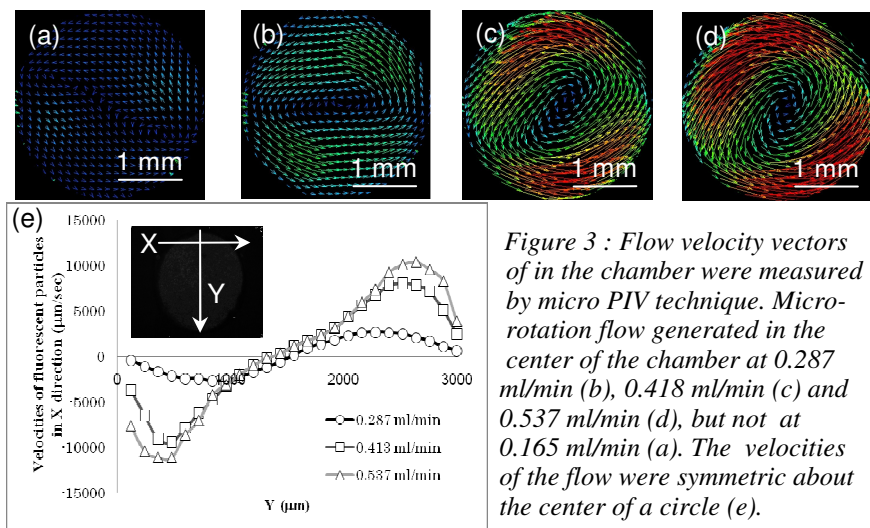 (a)
(b)
(c)
(d)
1 mm
1 mm
1 mm
1 mm
(e)
Velocities of fluorescent particles
in X direction (μm/sec)
15000
10000
5000
0
-5000
-10000
-15000
0
1000
2000
3000
X
Y
0.287 ml/min
0.413 ml/min
0.537 ml/min
Y (μm)
Figure 3 : Flow velocity vectors
of in the chamber were measured
by micro PIV technique. Micro-
rotation flow generated in the
center of the chamber at 0.287
ml/min (b), 0.418 ml/min (c) and
0.537 ml/min (d), but not at
0.165 ml/min (a). The velocities
of the flow were symmetric about
the center of a circle (e).